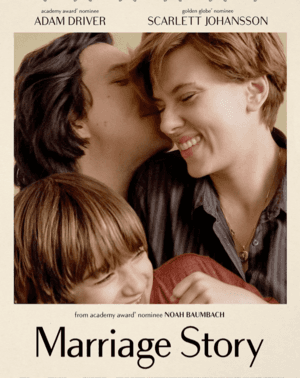 academy award® nominee
ADAM DRIVER
golden globe® nominee
SCARLETT JOHANSSON
from academy award® nominee NOAH BAUMBACH
Marriage Story